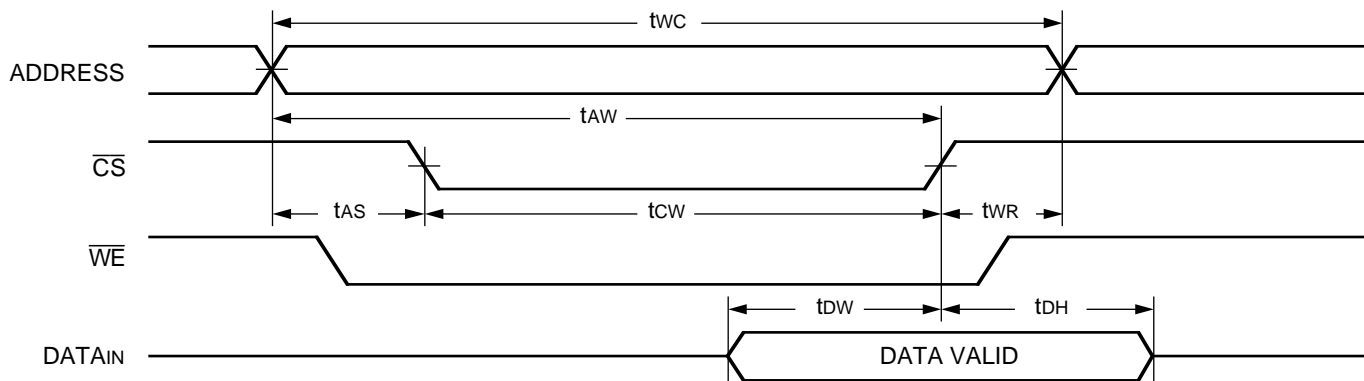 tWC
ADDRESS
tAW
CS
tAS tCW tWR
WE
tDW tDH
DATAIN DATA VALID